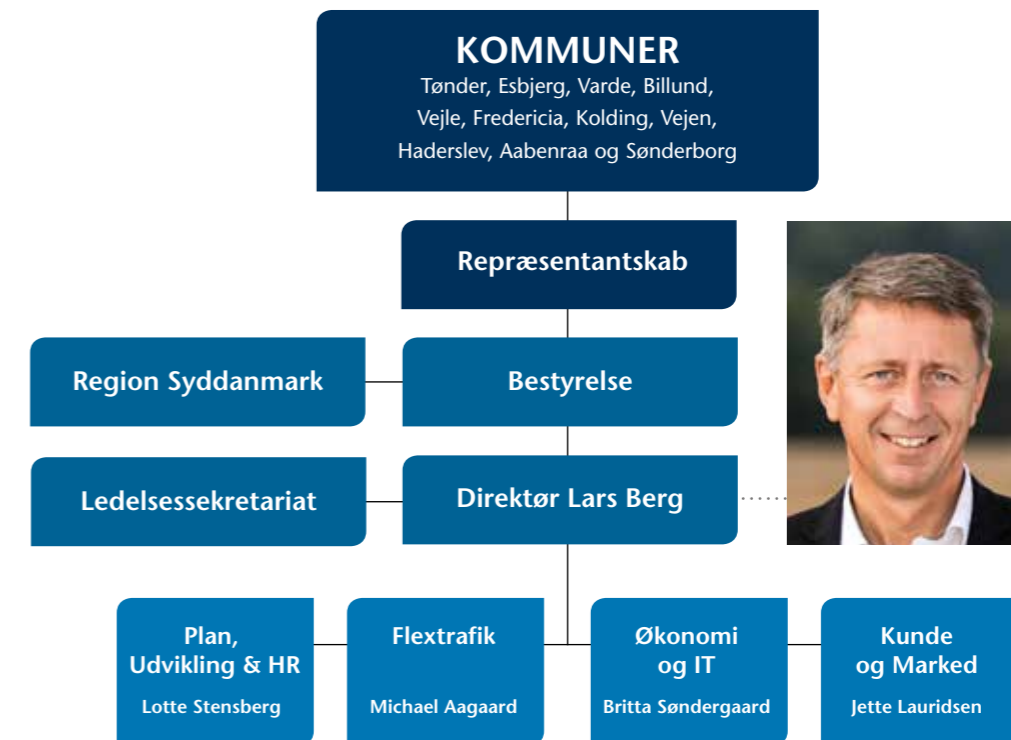 KOMMUNER
Tønder, Esbjerg, Varde, Billund,
Vejle, Fredericia, Kolding, Vejen,
Haderslev, Aabenraa og Sønderborg
Repræsentantskab
Region Syddanmark
Bestyrelse
Ledelsessekretariat
Direktør Lars Berg
Plan,
Udvikling & HR
Lotte Stensberg
Flextrafik
Michael Aagaard
Økonomi
og IT
Britta Søndergaard
Kunde
og Marked
Jette Lauridsen